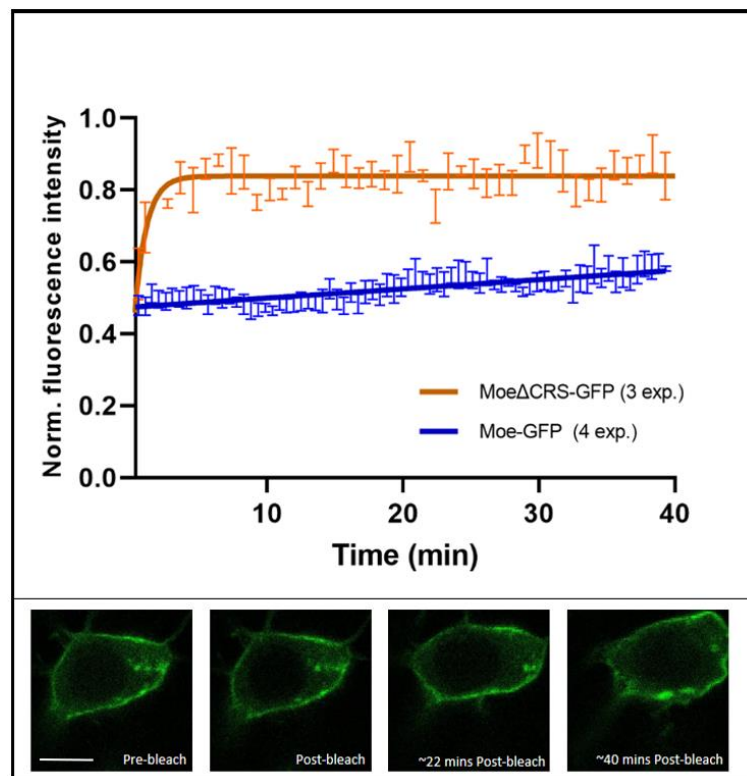 Norm. fluorescence intensity
1.0
0.8
0.6
0.4
0.2
0.0
MoeΔCRS-GFP (3 exp.)
Moe-GFP (4 exp.)
10
20
30
40
Time (min)
Pre-bleach
Post-bleach
~22 mins Post-bleach
~40 mins Post-bleach